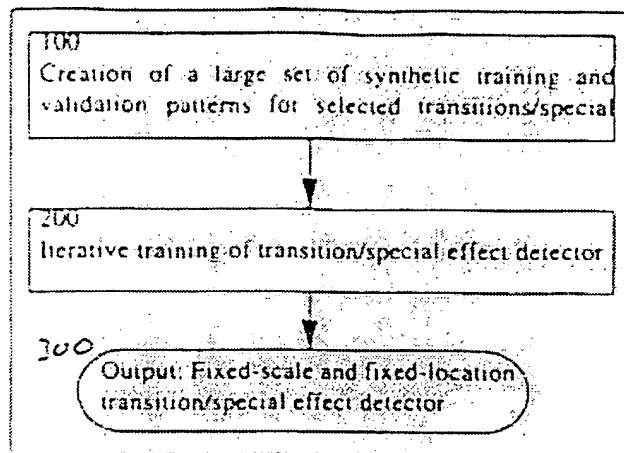 100
Creation of a large set of synthetic training and
validation patterns for selected transitions/special
200
Iterative training of transition/special effect detector
300
Output: Fixed-scale and fixed-location
transition/special effect detector